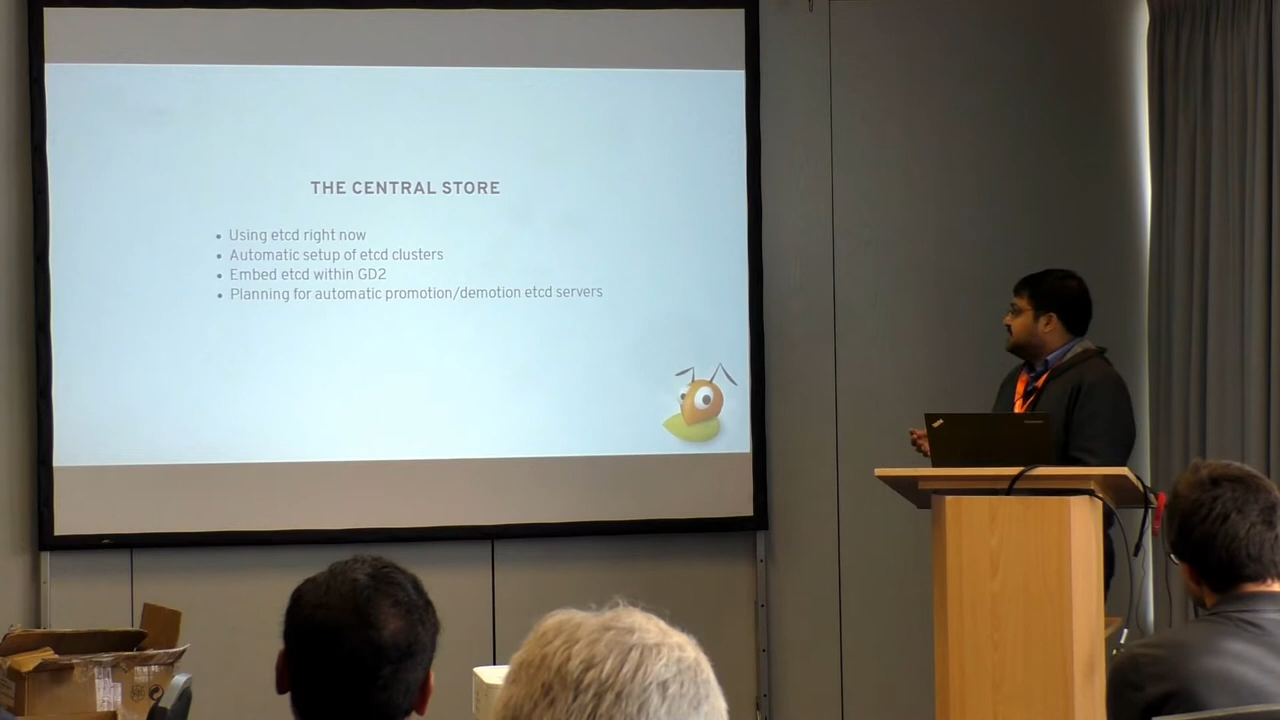 THE CENTRAL STORE
• Using etcd right now
• Automatic setup of etcd clusters
• Embed etcd within GD2
• Planning for automatic promotion/demotion etcd servers